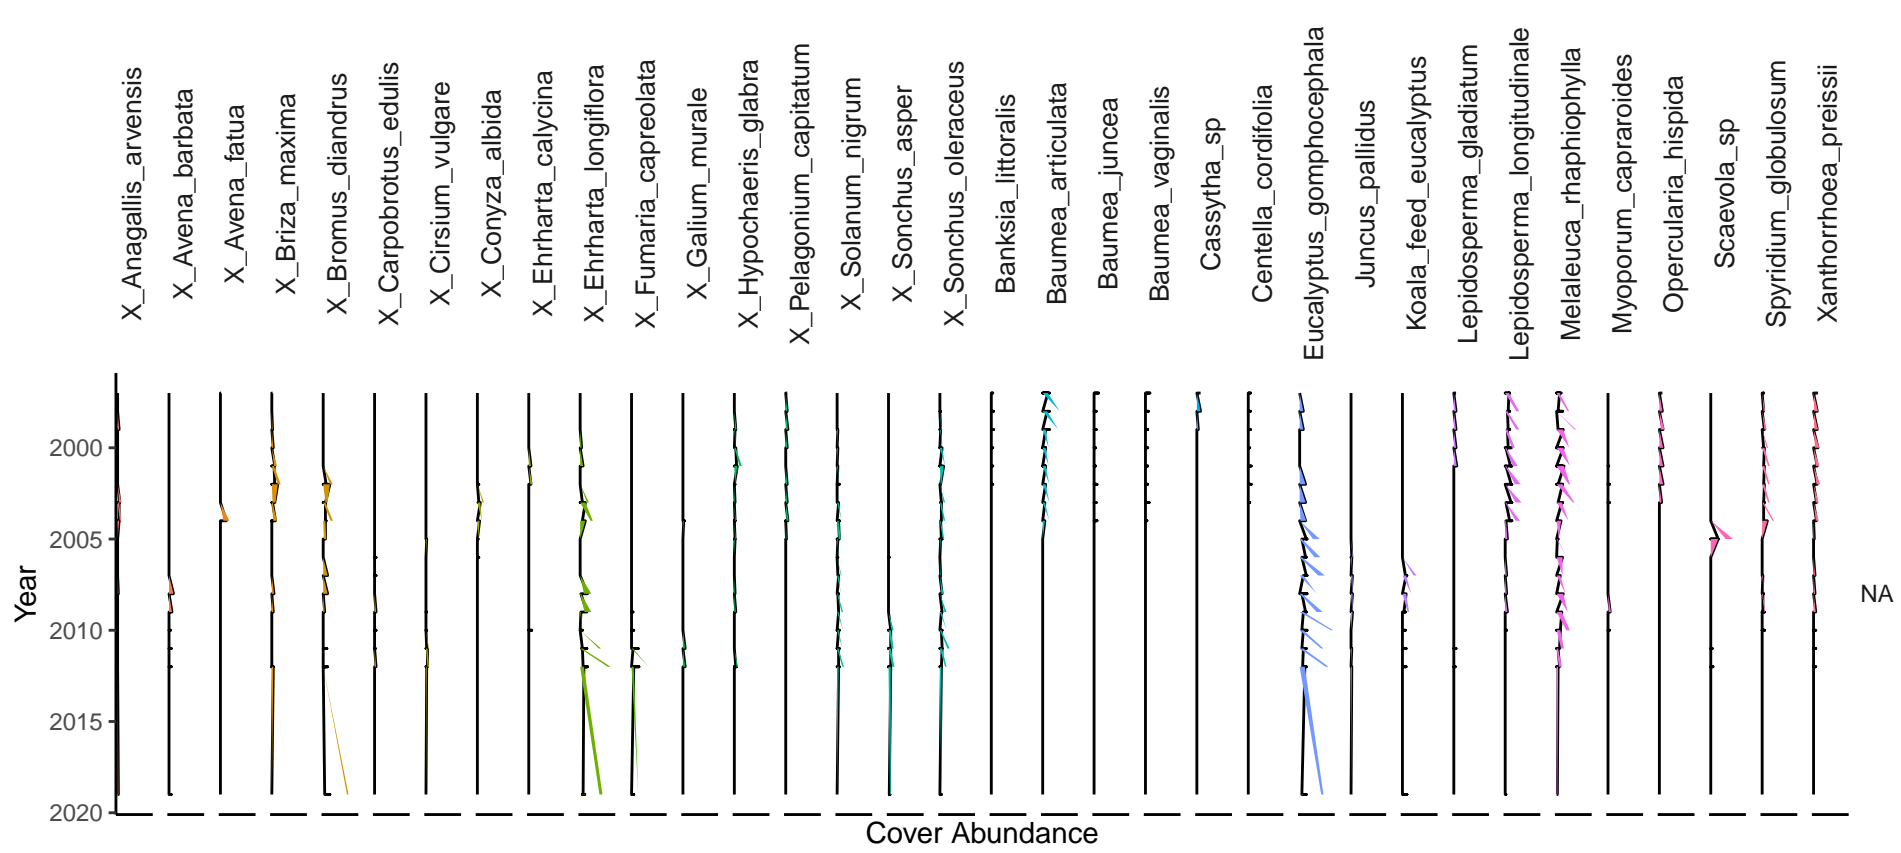 X_Anagallis_arvensis
X_Avena_barbata
X_Avena_fatua
X_Briza_maxima
X_Bromus_diandrus
X_Carpobrotus_edulis
X_Cirsium_vulgare
X_Conyza_albida
X_Ehrharta_calycina
X_Ehrharta_longiflora
X_Fumaria_capreolata
X_Galium_murale
X_Hypochaeris_glabra
X_Pelagonium_capitatum
X_Solanum_nigrum
X_Sonchus_asper
X_Sonchus_oleraceus
Banksia_littoralis
Baumea_articulata
Baumea_juncea
Baumea_vaginalis
Cassytha_sp
Centella_cordifolia
Eucalyptus_gomphocephala
Juncus_pallidus
Koala_feed_eucalyptus
Lepidosperma_gladiatum
Lepidosperma_longitudinale
Melaleuca_rhaphiophylla
Myoporum_capraroides
Opercularia_hispida
Scaevola_sp
Spyridium_globulosum
Xanthorrhoea_preissii
Year
2000
2005
2010
2015
2020
NA
Cover Abundance